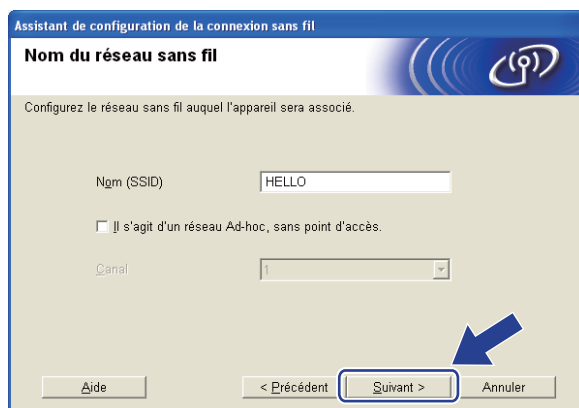 Assistant de configuration de la connexion sans fil
Nom du réseau sans fil
Configurez le réseau sans fil auquel l'appareil sera associé.
Nom (SSID) HELLO
Il s'agit d'un réseau Ad-hoc, sans point d'accès.
Canal 1
Aide < Précédent Suivant > Annuler